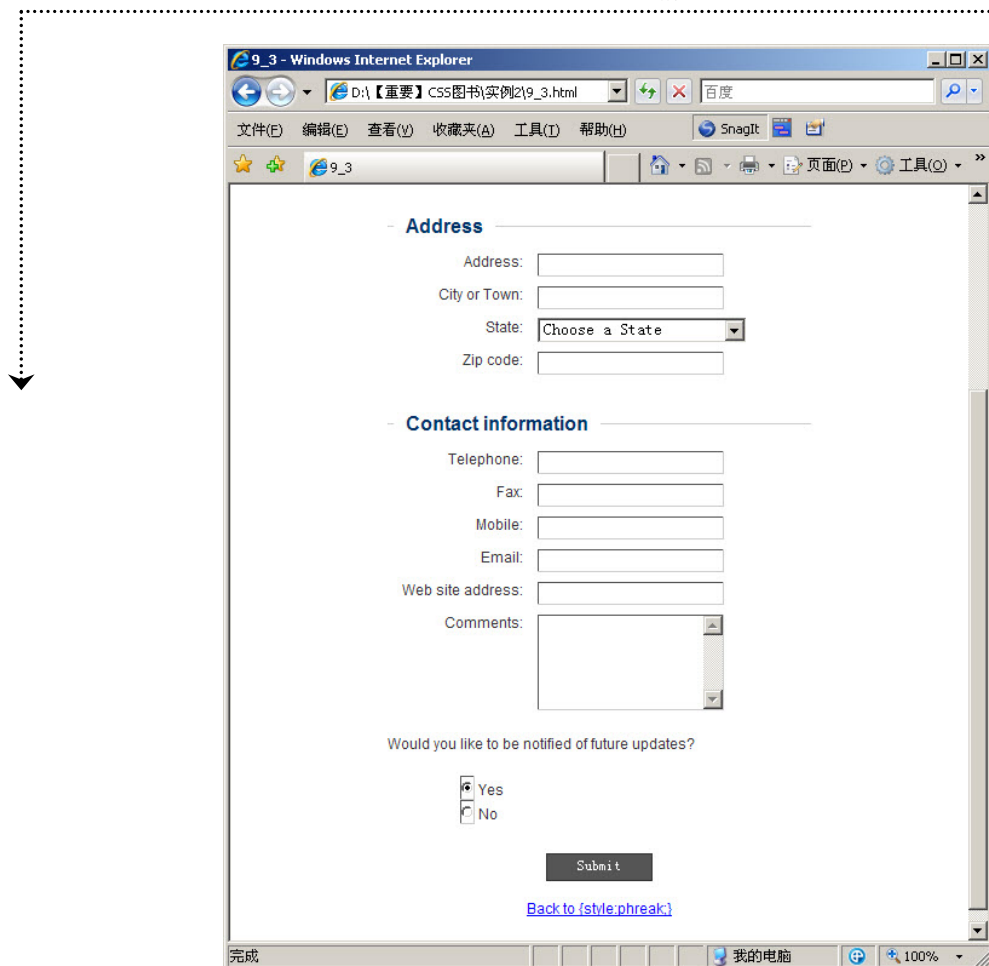 9_3 - Windows Internet Explorer
D:\【重要】CSS图书\实例2\9_3.html 百度
文件(F) 编辑(E) 查看(V) 收藏夹(A) 工具(T) 帮助(H) SnagIt
9_3 页面(P) 工具(O) »
Address
Address:
City or Town:
State: Choose a State
Zip code:
Contact information
Telephone:
Fax:
Mobile:
Email:
Web site address:
Comments:
Would you like to be notified of future updates?
Yes
No
Submit
Back to {style:phreak;}
完成 我的电脑 100%